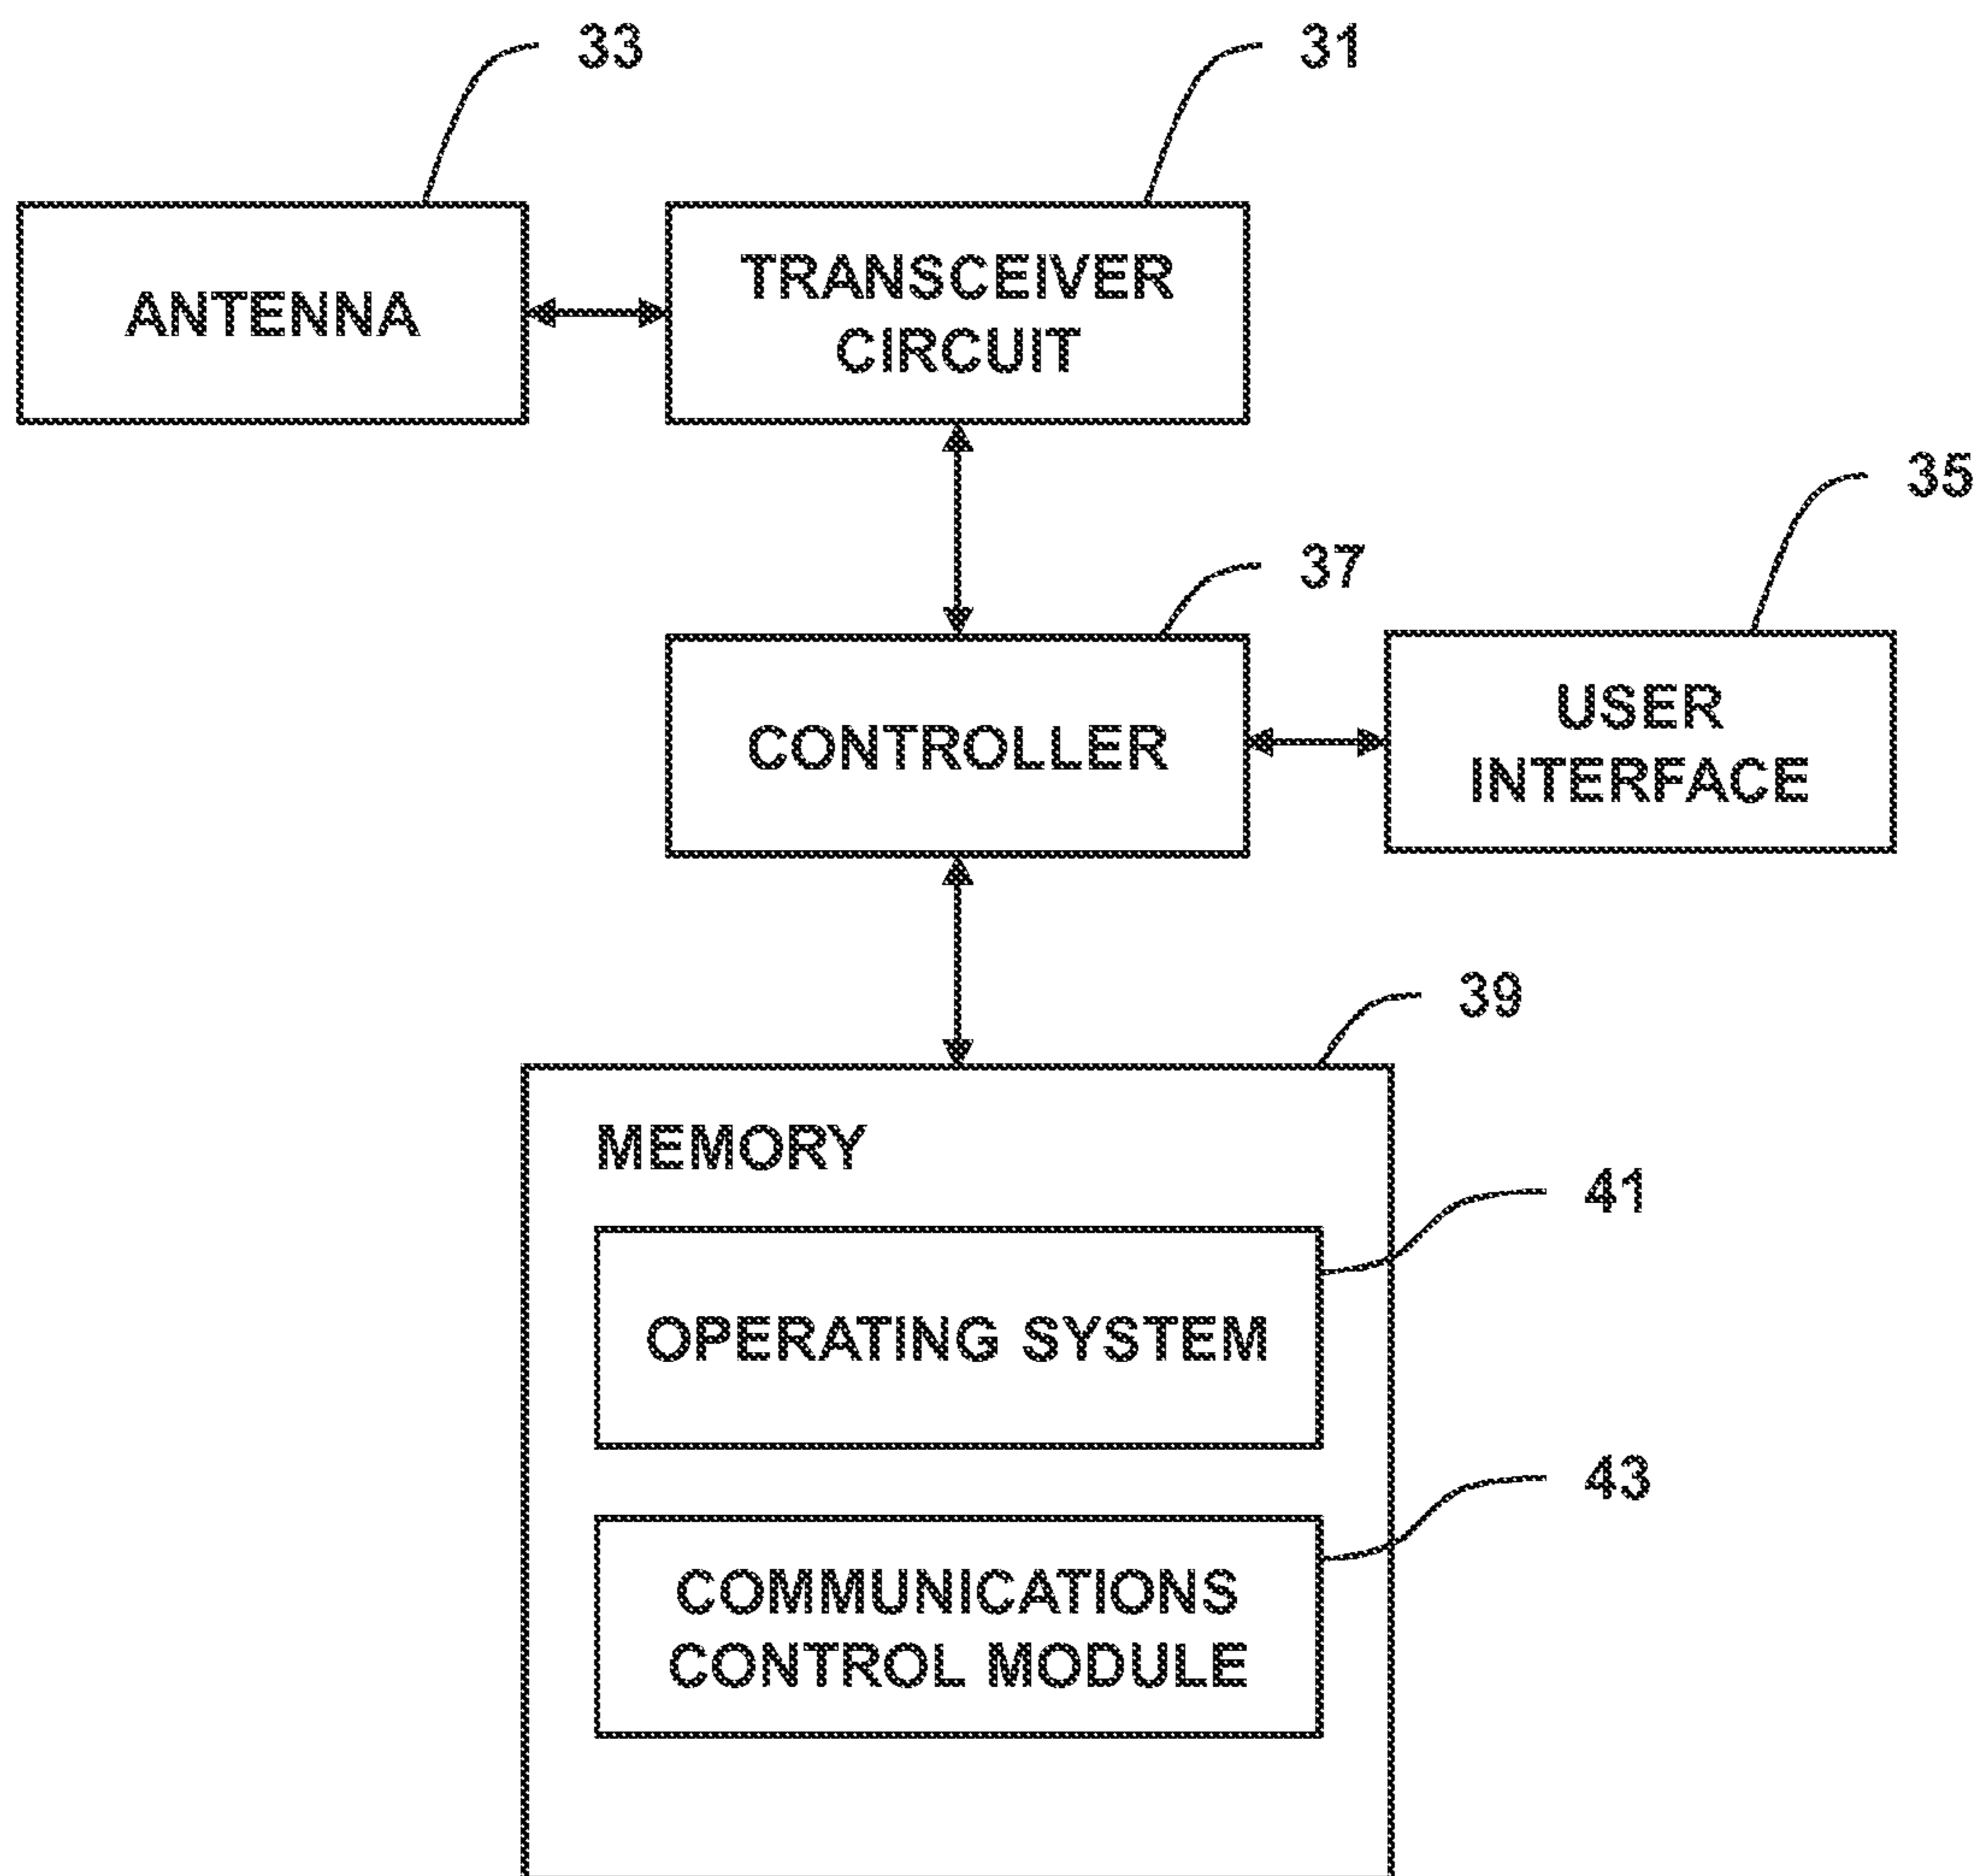 33
31
ANTENNA
TRANSCEIVER
CIRCUIT
35
37
CONTROLLER
USER
INTERFACE
39
MEMORY
41
OPERATING SYSTEM
43
COMMUNICATIONS
CONTROL MODULE